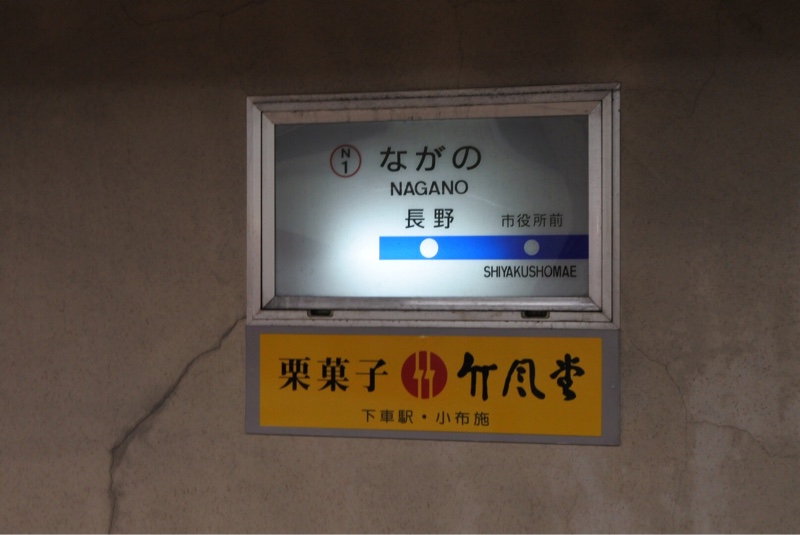 N
1
ながの
NAGANO
長野
市役所前
SHIYAKUSHOMAE
栗菓子 竹風堂
下車駅・小布施